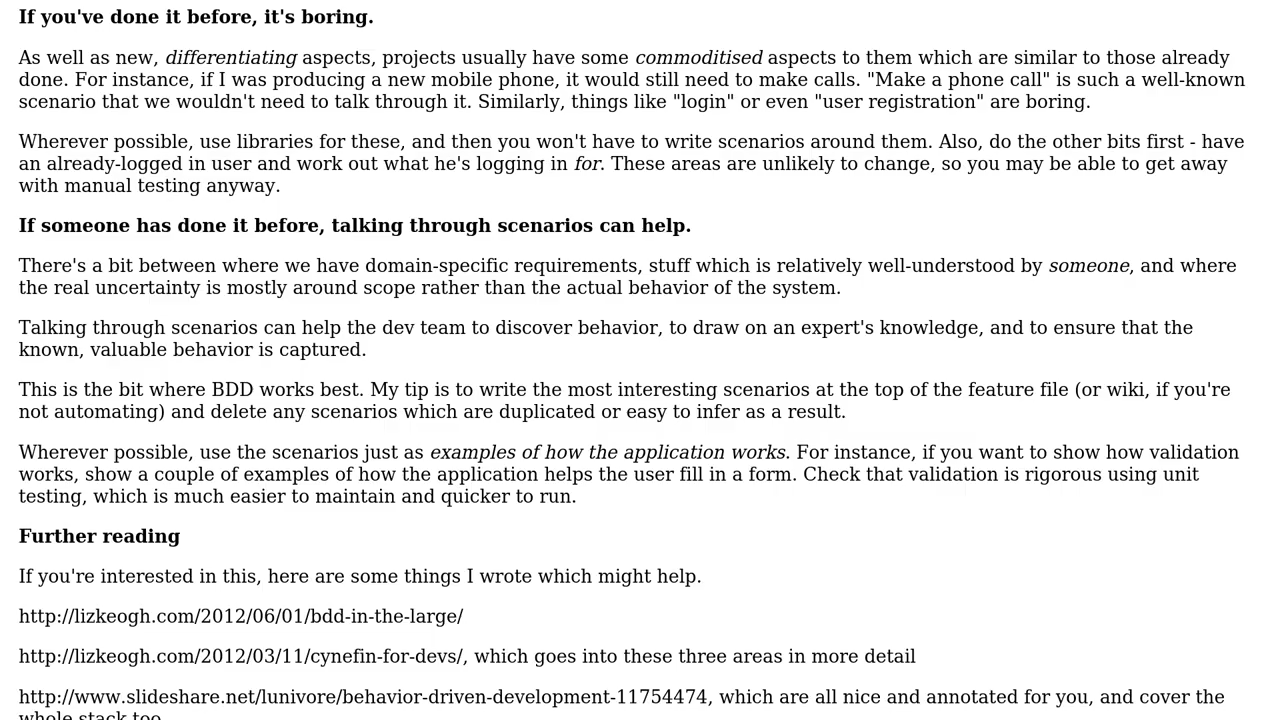 If you've done it before, it's boring.
As well as new, differentiating aspects, projects usually have some commoditised aspects to them which are similar to those already
done. For instance, if I was producing a new mobile phone, it would still need to make calls. "Make a phone call" is such a well-known
scenario that we wouldn't need to talk through it. Similarly, things like "login" or even "user registration" are boring.
Wherever possible, use libraries for these, and then you won't have to write scenarios around them. Also, do the other bits first - have
an already-logged in user and work out what he's logging in for. These areas are unlikely to change, so you may be able to get away
with manual testing anyway.
If someone has done it before, talking through scenarios can help.
There's a bit between where we have domain-specific requirements, stuff which is relatively well-understood by someone, and where
the real uncertainty is mostly around scope rather than the actual behavior of the system.
Talking through scenarios can help the dev team to discover behavior, to draw on an expert's knowledge, and to ensure that the
known, valuable behavior is captured.
This is the bit where BDD works best. My tip is to write the most interesting scenarios at the top of the feature file (or wiki, if you're
not automating) and delete any scenarios which are duplicated or easy to infer as a result.
Wherever possible, use the scenarios just as examples of how the application works. For instance, if you want to show how validation
works, show a couple of examples of how the application helps the user fill in a form. Check that validation is rigorous using unit
testing, which is much easier to maintain and quicker to run.
Further reading
If you're interested in this, here are some things I wrote which might help.
http://lizkeogh.com/2012/06/01/bdd-in-the-large/
http://lizkeogh.com/2012/03/11/cynefin-for-devs/, which goes into these three areas in more detail
http://www.slideshare.net/lunivore/behavior-driven-development-11754474, which are all nice and annotated for you, and cover the
whole stack too